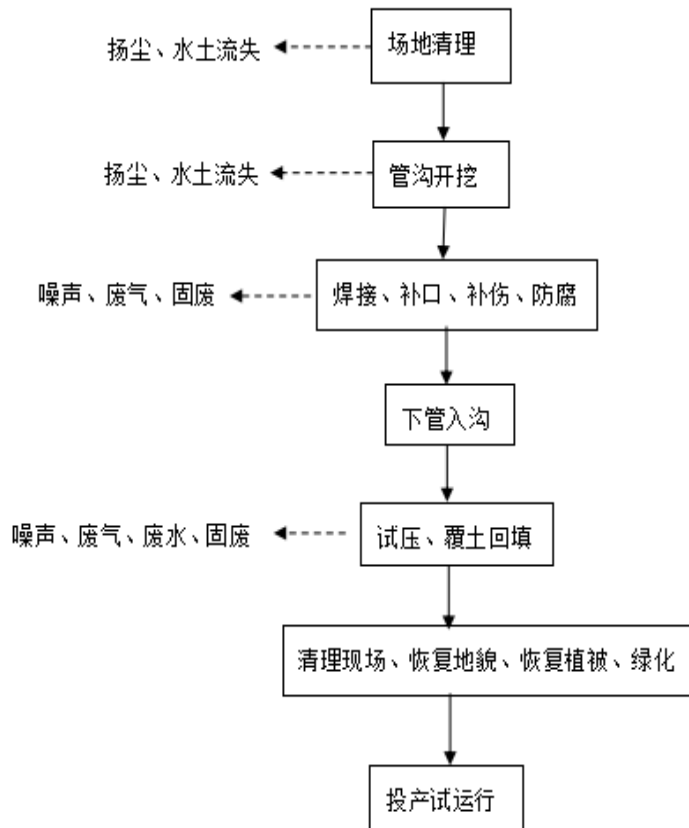 扬尘、水土流失
场地清理
扬尘、水土流失
管沟开挖
噪声、废气、固废
焊接、补口、补伤、防腐
下管入沟
噪声、废气、废水、固废
试压、覆土回填
清理现场、恢复地貌、恢复植被、绿化
投产试运行